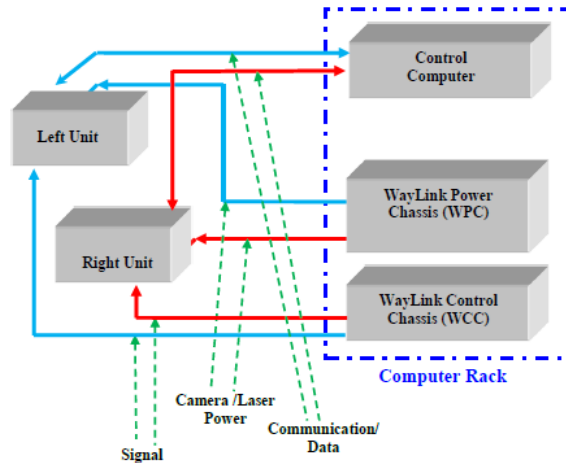 Control
Computer
Left Unit
WayLink Power
Chassis (WPC)
Right Unit
WayLink Control
Chassis (WCC)
Computer Rack
Camera /Laser
Power
Communication/
Data
Signal